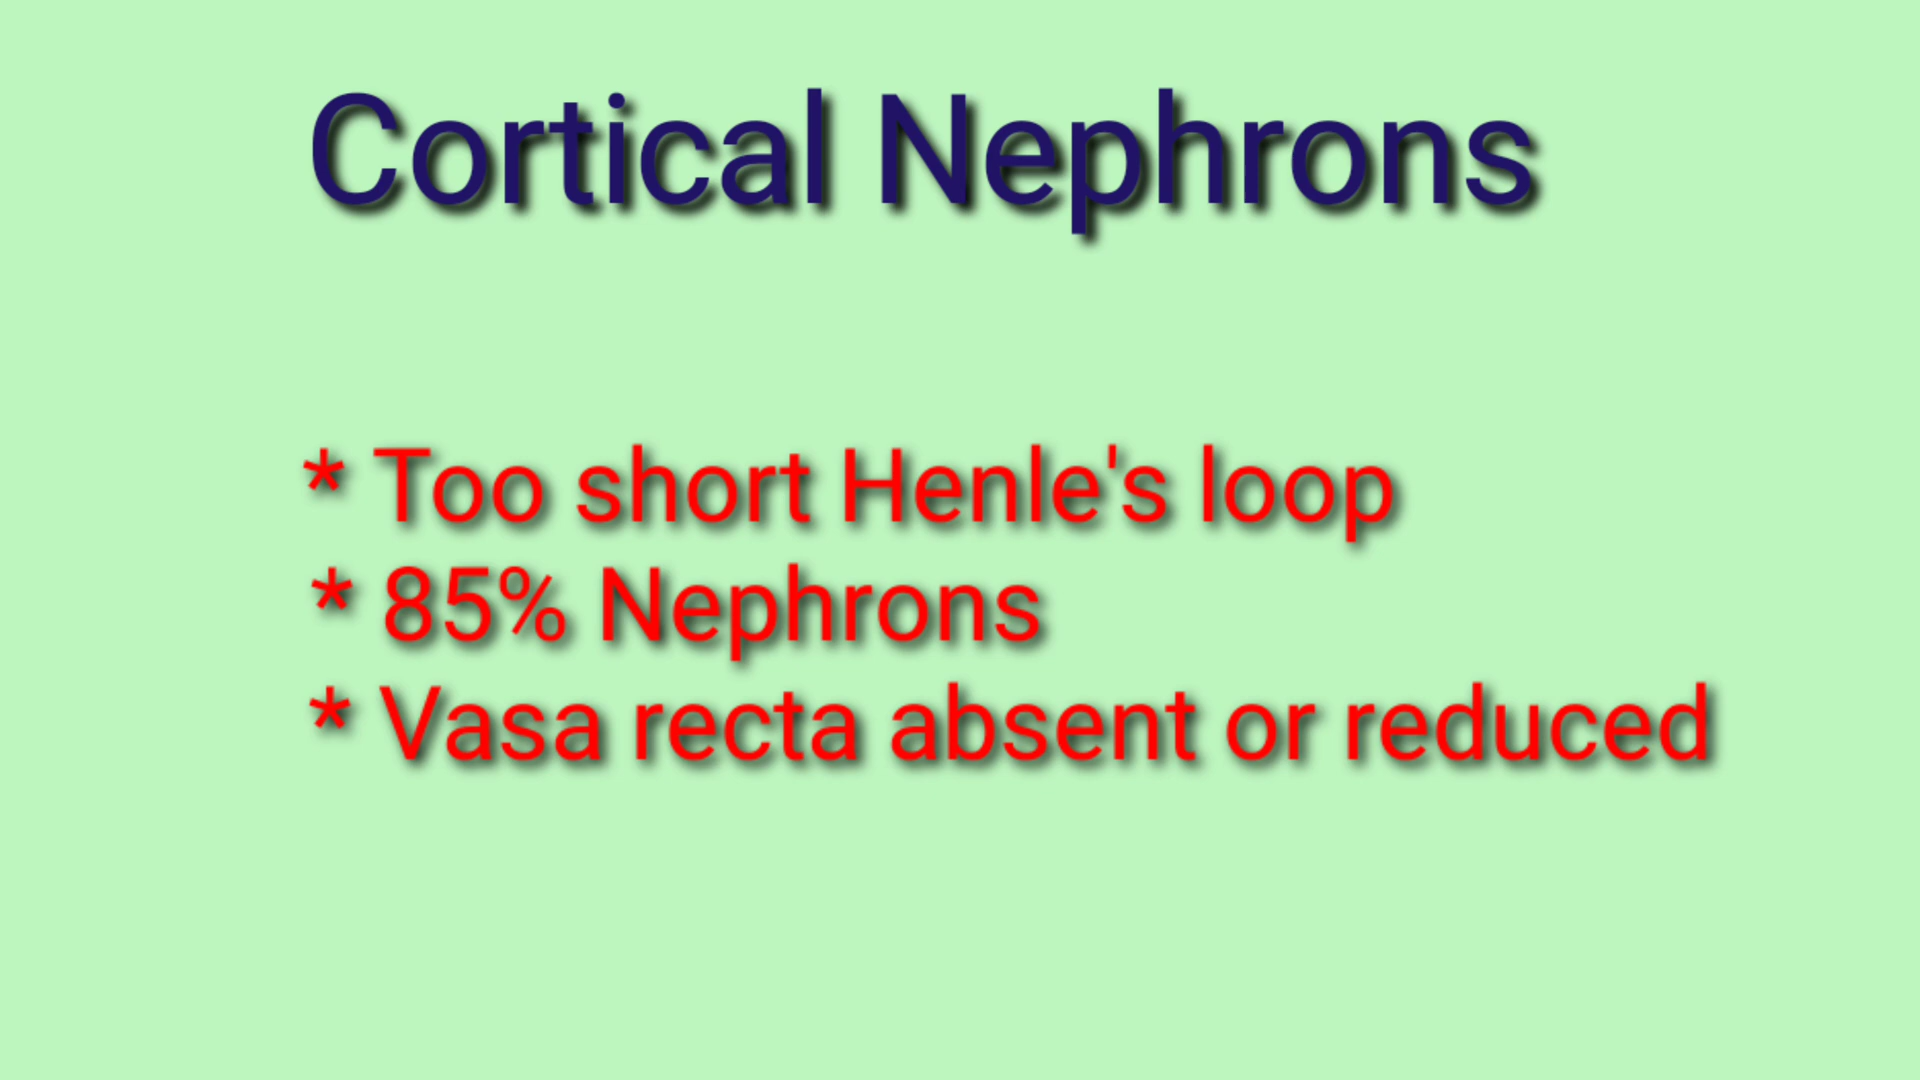 Cortical Nephrons
* Too short Henle's loop
* 85% Nephrons
* Vasa recta absent or reduced